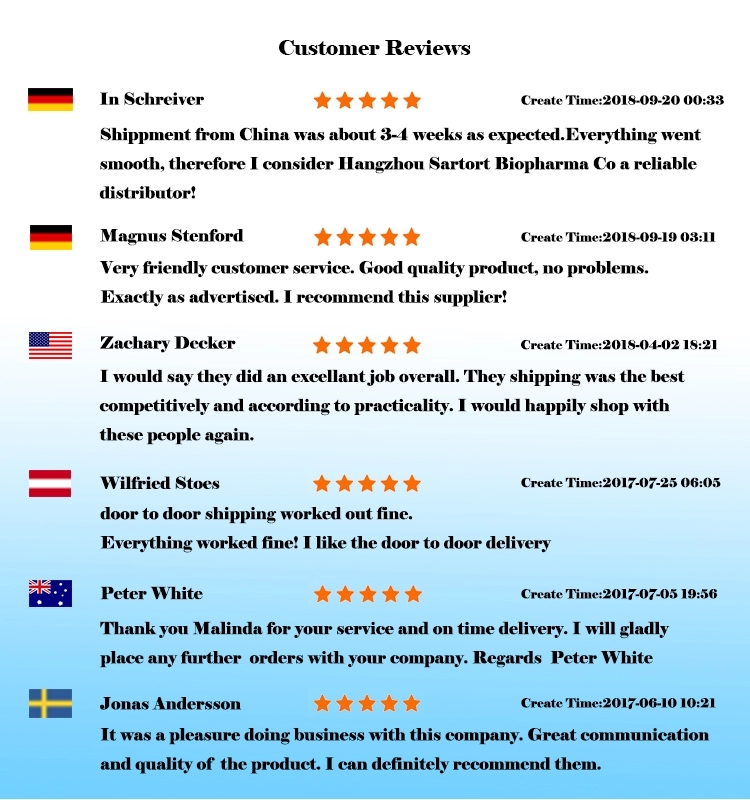 Customer Reviews
In Schreiver Create Time:2018-09-20 00:33
Shippment from China was about 3-4 weeks as expected.Everything went
smooth, therefore I consider Hangzhou Sartort Biopharma Co a reliable
distributor!
Magnus Stenford Create Time:2018-09-19 03:11
Very friendly customer service. Good quality product, no problems.
Exactly as advertised. I recommend this supplier!
Zachary Decker Create Time:2018-04-02 18:21
I would say they did an excellant job overall. They shipping was the best
competitively and according to practicality. I would happily shop with
these people again.
Wilfried Stoes Create Time:2017-07-25 06:05
door to door shipping worked out fine.
Everything worked fine! I like the door to door delivery
Peter White Create Time:2017-07-05 19:56
Thank you Malinda for your service and on time delivery. I will gladly
place any further orders with your company. Regards Peter White
Jonas Andersson Create Time:2017-06-10 10:21
It was a pleasure doing business with this company. Great communication
and quality of the product. I can definitely recommend them.